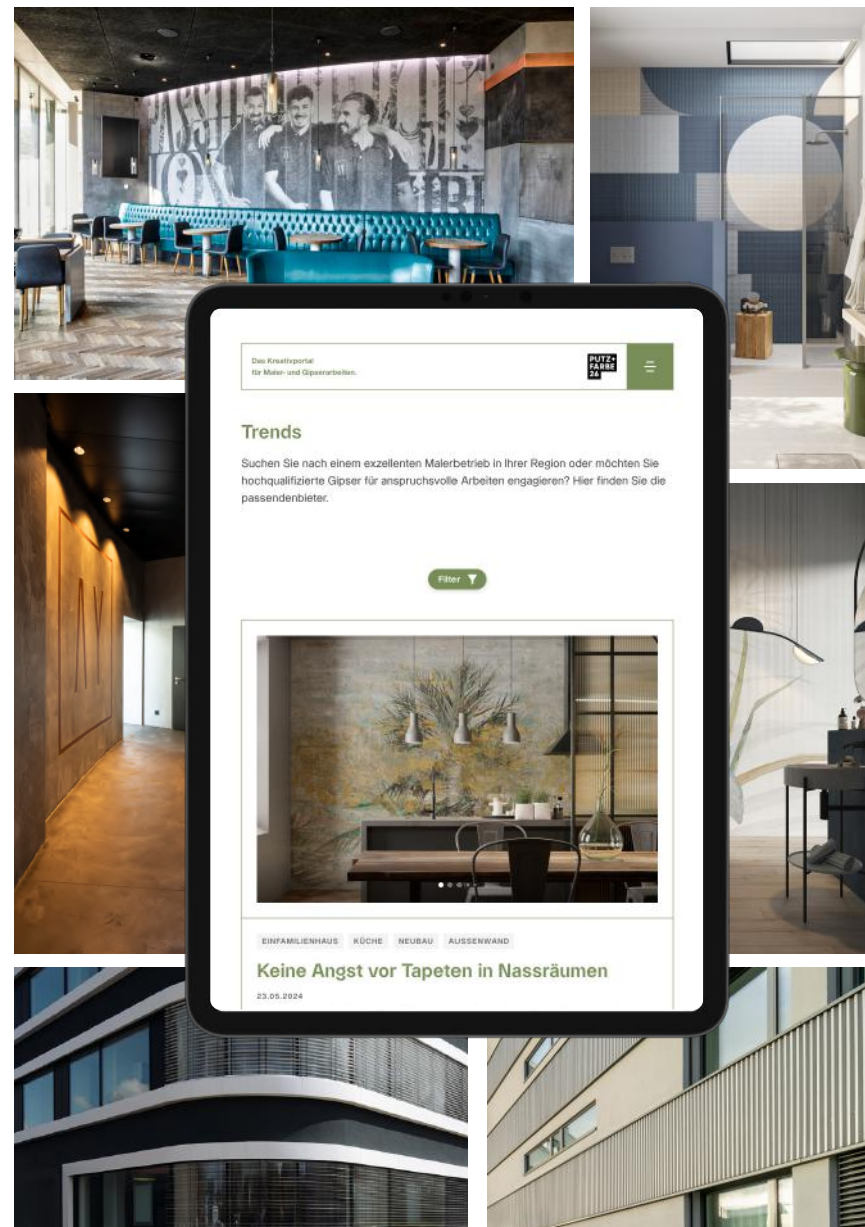 Das Kreativportal
für Maler- und Gipserarbeiten.
PUTZ+
FARBE
26
Trends
Suchen Sie nach einem exzellenten Malerbetrieb in Ihrer Region oder möchten Sie
hochqualifizierte Gipser für anspruchsvolle Arbeiten engagieren? Hier finden Sie die
passendenbieter.
Filter
EINFAMILIENHAUS KÜCHE NEUBAU AUSSENWAND
Keine Angst vor Tapeten in Nassräumen
23.05.2024